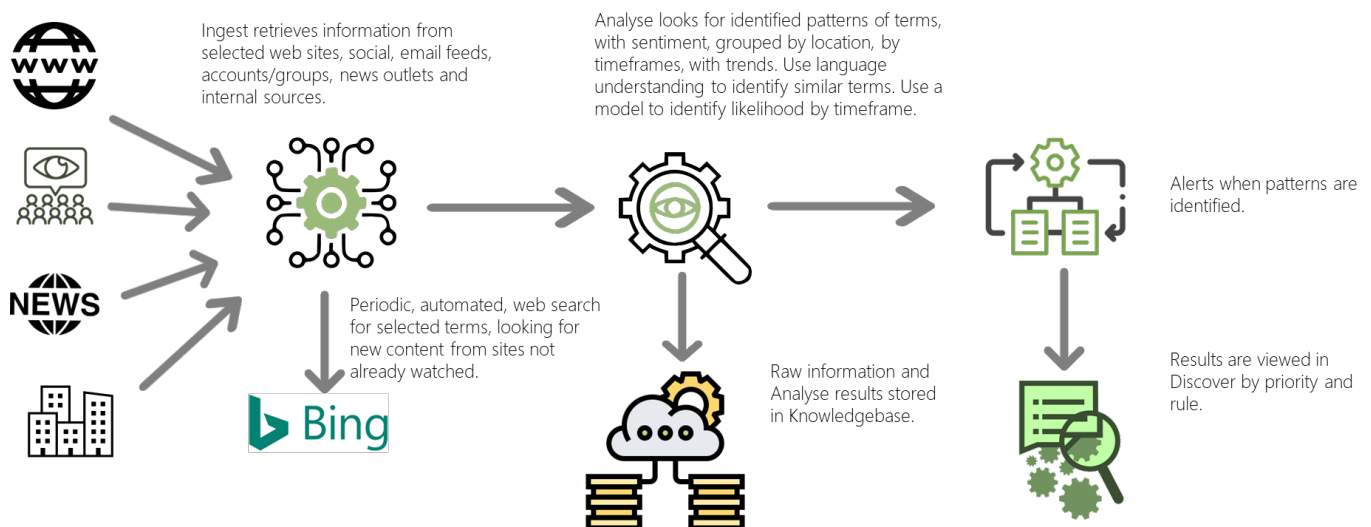 WWW
Ingest retrieves information from
selected web sites, social, email feeds,
accounts/groups, news outlets and
internal sources.
Analyse looks for identified patterns of terms,
with sentiment, grouped by location, by
timeframes, with trends. Use language
understanding to identify similar terms. Use a
model to identify likelihood by timeframe.
Alerts when patterns are
identified.
NEWS
Periodic, automated, web search
for selected terms, looking for
new content from sites not
already watched.
Bing
Raw information and
Analyse results stored
in Knowledgebase.
Results are viewed in
Discover by priority and
rule.